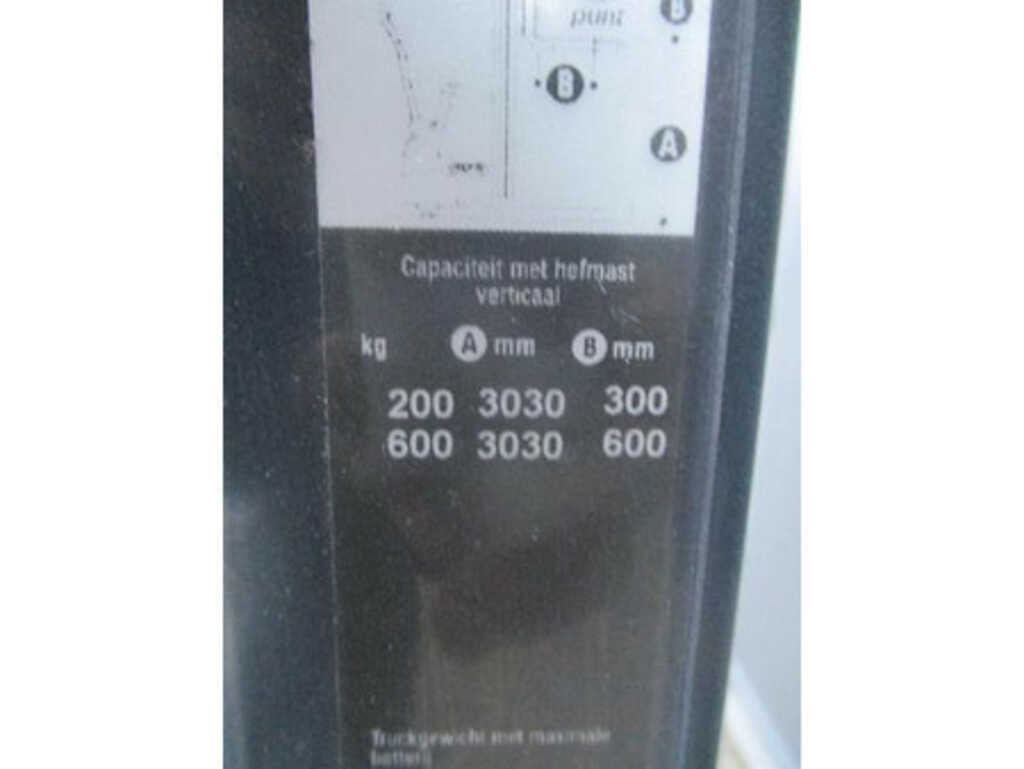 punt
B
B
A
Capaciteit met hefmast
verticaal
kg A mm B mm
200 3030 300
600 3030 600
Truckgewicht met maximale
batterij